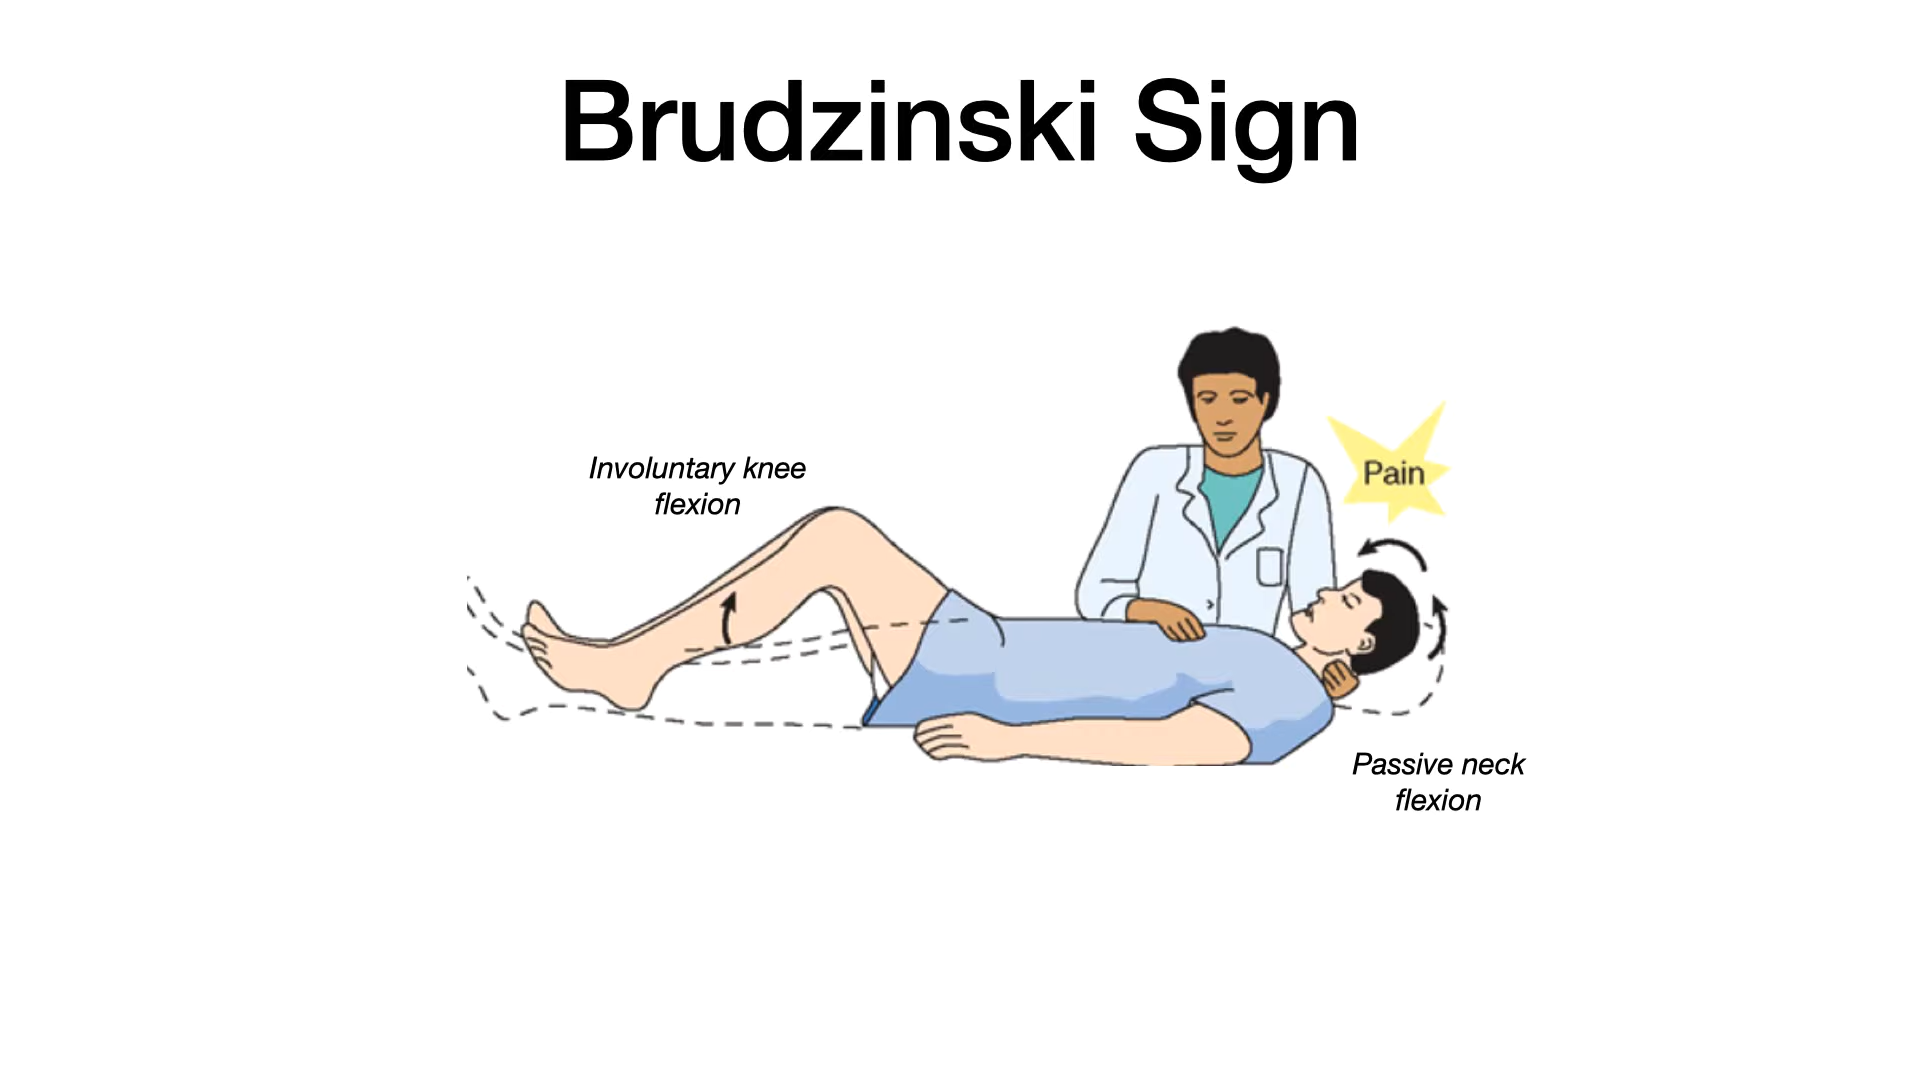 Brudzinski Sign
Involuntary knee
flexion
Pain
Passive neck
flexion